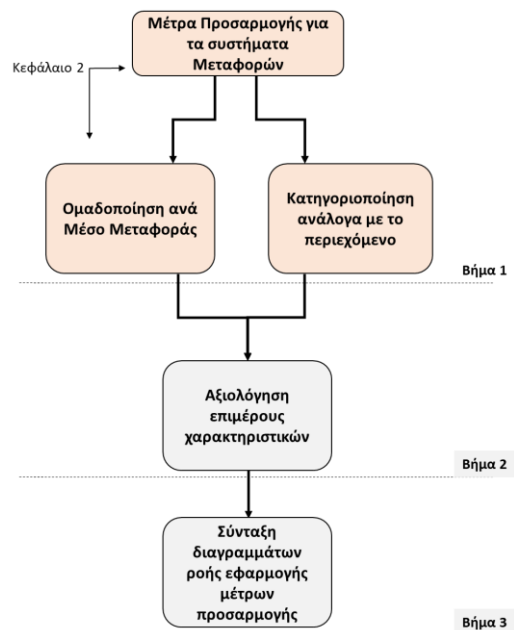 Μέτρα Προσαρμογής για
τα συστήματα
Μεταφορών
Κεφάλαιο 2
Ομαδοποίηση ανά
Μέσο Μεταφοράς
Κατηγοριοποίηση
ανάλογα με το
περιεχόμενο
Βήμα 1
Αξιολόγηση
επιμέρους
χαρακτηριστικών
Βήμα 2
Σύνταξη
διαγραμμάτων
ροής εφαρμογής
μέτρων
προσαρμογής
Βήμα 3